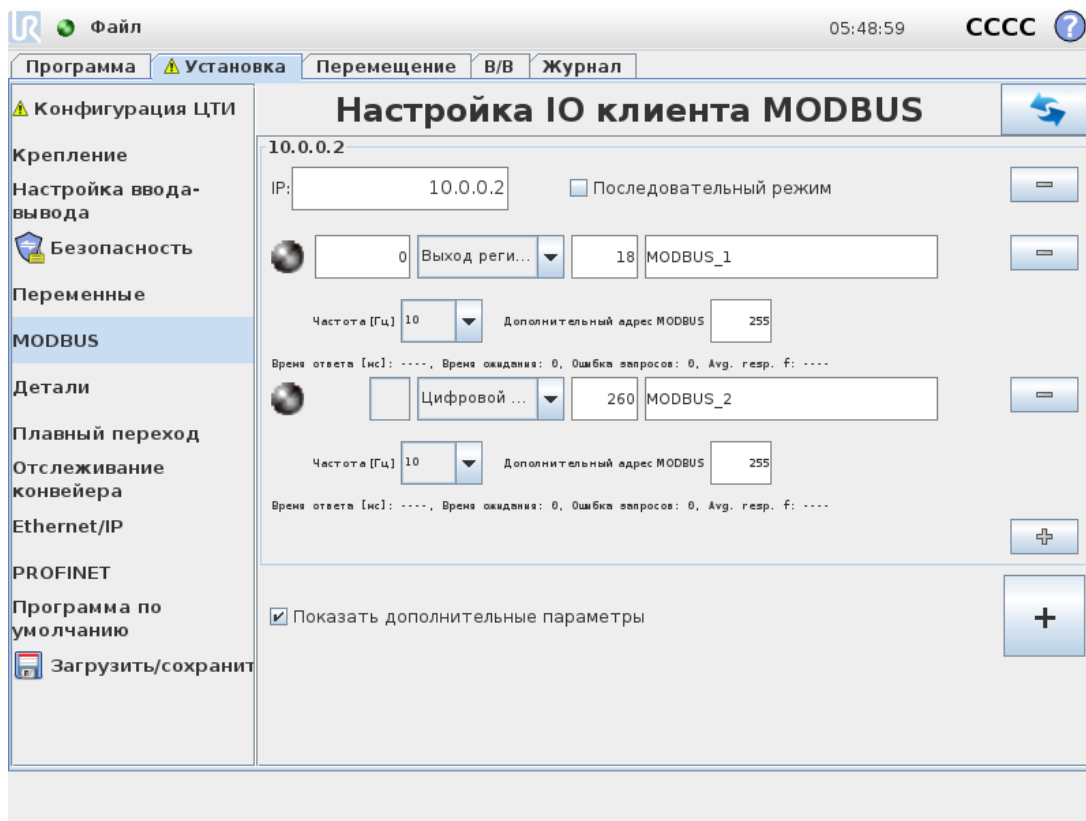 UR Файл 05:48:59 CCCC ?
Программа Установка Перемещение В/В Журнал
Конфигурация ЦТИ
Крепление
Настройка ввода-
вывода
Безопасность
Переменные
MODBUS
Детали
Плавный переход
Отслеживание
конвейера
Ethernet/IP
PROFINET
Программа по
умолчанию
Загрузить/сохранит
Настройка IO клиента MODBUS
10.0.0.2
IP: 10.0.0.2 Последовательный режим
0 Выход реги... 18 MODBUS_1
Частота [Гц] 10 Дополнительный адрес MODBUS 255
Время ответа [мс]: ----, Время ожидания: 0, Ошибка запросов: 0, Avg. resp. f: ----
Цифровой ... 260 MODBUS_2
Частота [Гц] 10 Дополнительный адрес MODBUS 255
Время ответа [мс]: ----, Время ожидания: 0, Ошибка запросов: 0, Avg. resp. f: ----
Показать дополнительные параметры